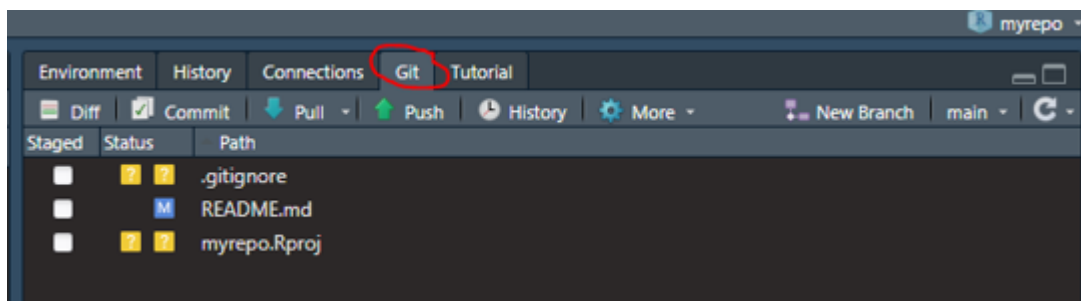 myrepo
Environment History Connections Git Tutorial
Diff Commit Pull Push History More New Branch main
Staged Status Path
? ? .gitignore
M README.md
? ? myrepo.Rproj